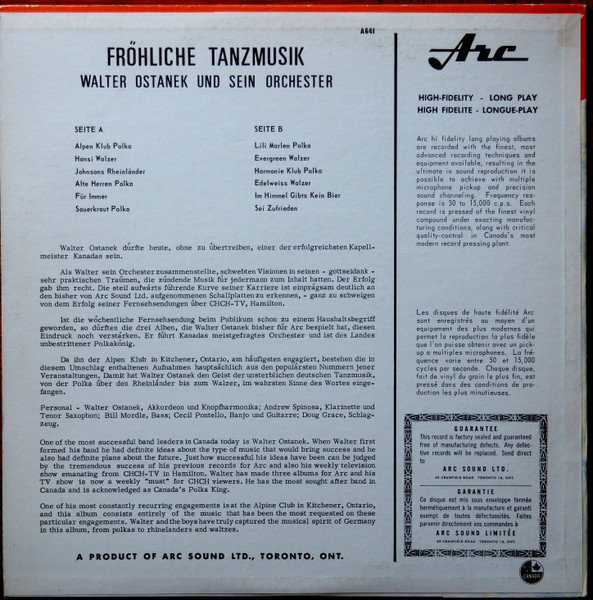 A641
FRÖHLICHE TANZMUSIK
WALTER OSTANEK UND SEIN ORCHESTER
SEITE A
Alpen Klub Polka
Hansi Walzer
Johnsons Rheinländer
Alte Herren Polka
Für Immer
Sauerkraut Polka
SEITE B
Lili Marlen Polka
Evergreen Walzer
Harmonie Klub Polka
Edelweiss Walzer
Im Himmel Gibts Kein Bier
Sei Zufrieden
Walter Ostanek dürfte heute, ohne zu übertreiben, einer der erfolgreichsten Kapell-
meister Kanadas sein.
Als Walter sein Orchester zusammenstellte, schwebten Visionen in seinen - gottseidank -
sehr praktischen Träumen, die zündende Musik für jedermann zum Inhalt hatten. Der Erfolg
gab ihm recht. Die steil aufwärts führende Kurve seiner Karriere ist einprägsam deutlich an
den bisher von Arc Sound Ltd. aufgenommenen Schallplatten zu erkennen, - ganz zu schweigen
von dem Erfolg seiner Fernsehsendungen über CHCH-TV, Hamilton.
Ist die wöchentliche Fernsehsendung beim Publikum schon zu einem Haushaltsbegriff
geworden, so dürften die drei Alben, die Walter Ostanek bisher für Arc bespielt hat, diesen
Eindruck noch verstärken. Er führt Kanadas meistgefragtes Orchester und ist des Landes
unbestrittener Polkakönig.
Da ihn der Alpen Klub in Kitchener, Ontario, am häufigsten engagiert, bestehen die in
diesem Umschlag enthaltenen Aufnahmen hauptsächlich aus den populärsten Nummern jener
Veranstaltungen. Damit hat Walter Ostanek den Geist der unsterblichen deutschen Tanzmusik,
von der Polka über den Rheinländer bis zum Walzer, im wahrsten Sinne des Wortes einge-
fangen.
Personal - Walter Ostanek, Akkordeon und Knopfharmonika; Andrew Spinosa, Klarinette und
Tenor Saxophon; Bill Mordle, Bass; Cecil Pontello, Banjo und Guitarre; Doug Grace, Schlag-
zeug.
One of the most successful band leaders in Canada today is Walter Ostanek. When Walter first
formed his band he had definite ideas about the type of music that would bring success and he
also had definite plans about the future. Just how successful his ideas have been can be judged
by the tremendous success of his previous records for Arc and also his weekly television
show emanating from CHCH-TV in Hamilton. Walter has made three albums for Arc and his
TV show is now a weekly "must" for CHCH viewers. He has the most sought after band in
Canada and is acknowledged as Canada's Polka King.
One of his most constantly recurring engagements is at the Alpine Club in Kitchener, Ontario,
and this album consists entirely of the music that has been the most requested on these
particular engagements. Walter and the boys have truly captured the musical spirit of Germany
in this album, from polkas to rhinelanders and waltzes.
A PRODUCT OF ARC SOUND LTD., TORONTO, ONT.
Arc
HIGH-FIDELITY - LONG PLAY
HIGH FIDELITE - LONGUE-PLAY
Arc hi fidelity long playing albums
are recorded with the finest, most
advanced recording techniques and
equipment available, resulting in the
ultimate in sound reproduction it is
possible to achieve with multiple
microphone pickup and precision
sound channeling. Frequency res-
ponse is 50 to 15,000 c.p.s. Each
record is pressed of the finest vinyl
compound under exacting manufac-
turing conditions, along with critical
quality-control in Canada's most
modern record pressing plant.
Les disques de haute fidélité Arc
sont enregistrés au moyen d'un
equipement des plus modernes qui
permet la reproduction la plus fidèle
que l'on puisse obtenir avec un pick-
up a multiples microphones. La fré-
quence varie entre 50 et 15,000
cycles par seconde. Chaque disque,
fait de vinyl du grain le plus fin, est
pressé dans des conditions de pro-
duction les plus minutieuses.
GUARANTEE
This record is factory sealed and guaranteed
free of manufacturing defects. Any defec-
tive records will be replaced. Send direct
to
ARC SOUND LTD.
20 CRANFIELD ROAD TORONTO 16, ONT.
GARANTIE
Ce disque est mis sous enveloppe fermée
hermétiquement à la manufacture et garanti
exempt de toutes défectuosités. Faites
parvenir directement vos commandes à
ARC SOUND LIMITÉE
20 CRANFIELD ROAD TORONTO 16, ONT.
CANADA